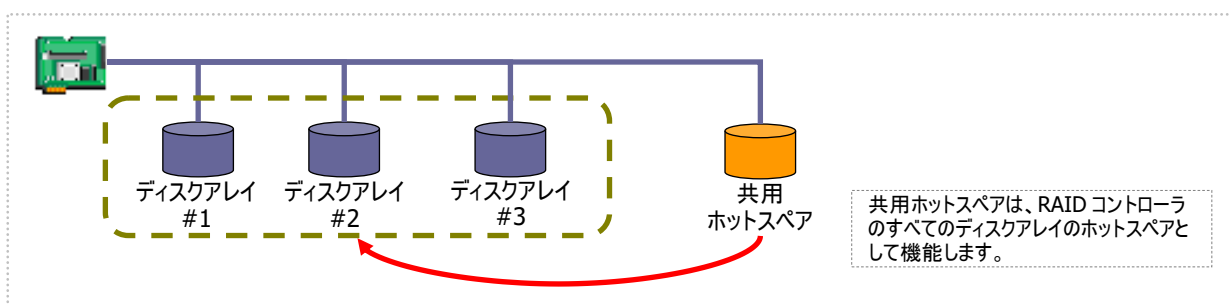 ディスクアレイ
#1
ディスクアレイ
#2
ディスクアレイ
#3
共用
ホットスペア
共用ホットスペアは、RAID コントローラ
のすべてのディスクアレイのホットスペアと
して機能します。